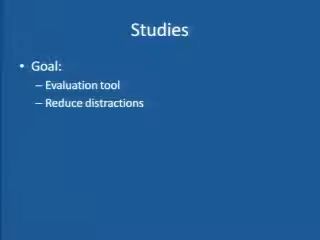 Studies
• Goal:
– Evaluation tool
– Reduce distractions